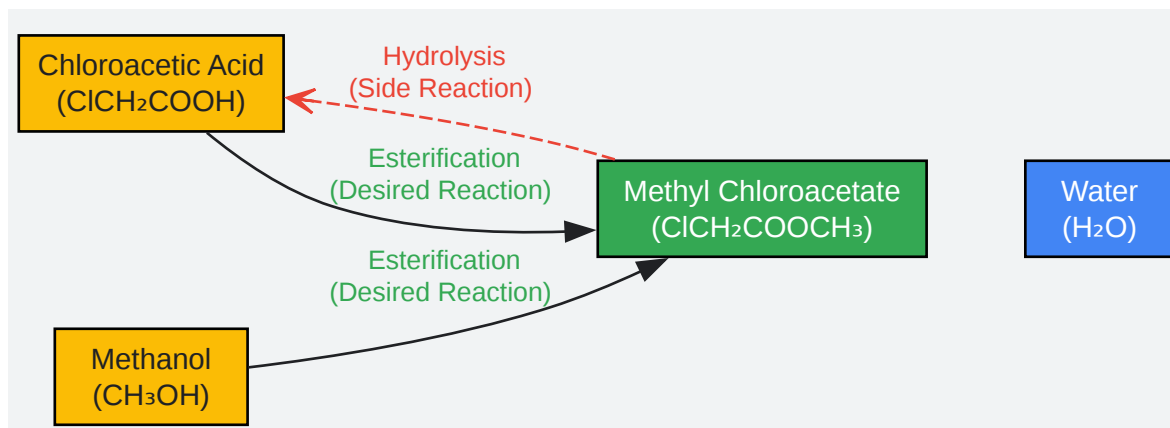 Chloroacetic Acid
(ClCH₂COOH)
Hydrolysis
(Side Reaction)
Esterification
(Desired Reaction)
Methyl Chloroacetate
(ClCH₂COOCH₃)
Water
(H₂O)
Esterification
(Desired Reaction)
Methanol
(CH₃OH)